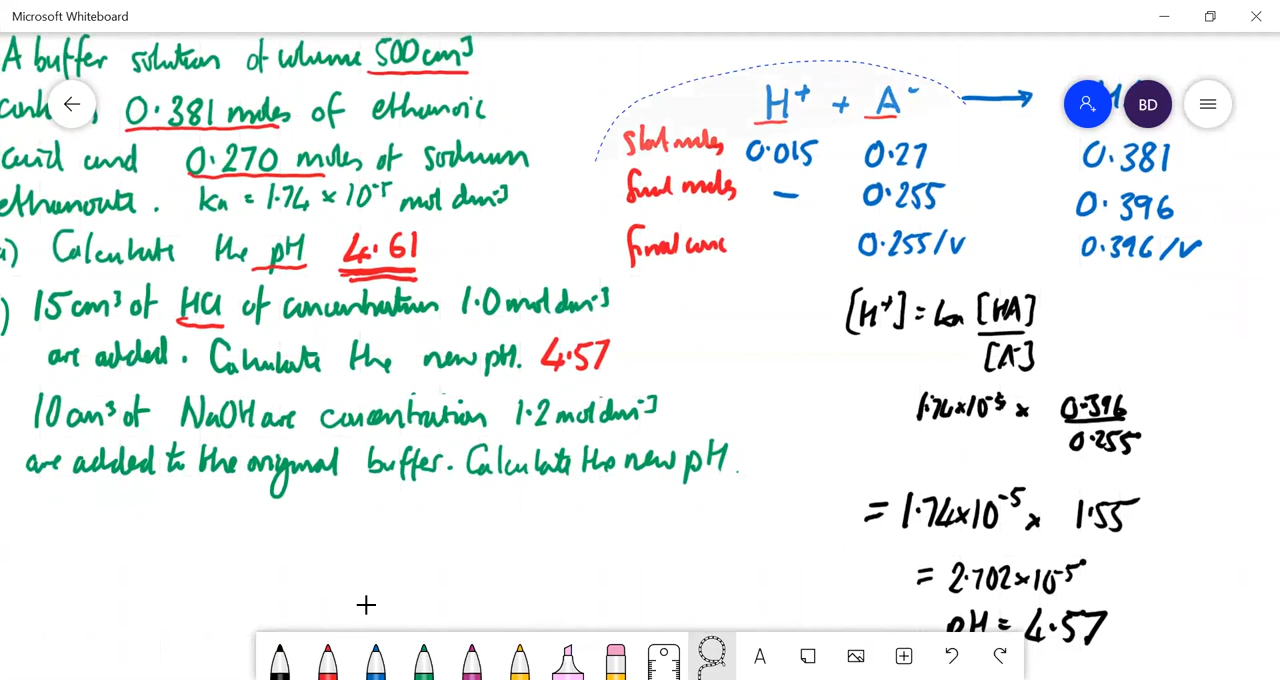 Microsoft Whiteboard
A buffer solution of volume 500cm³
0.381 moles of ethanoic
acid and 0.270 moles of sodium
ethanoate. ka = 1.74 × 10⁻⁵ mol dm⁻³
a) Calculate the pH 4.61
) 15cm³ of HCl of concentration 1.0 mol dm⁻³
are added. Calculate the new pH. 4.57
10cm³ of NaOH are concentration 1.2 mol dm⁻³
are added to the original buffer. Calculate the new pH.
H⁺ + A⁻ →
BD
Start moles 0.015 0.27 0.381
final moles – 0.255 0.396
final conc 0.255/v 0.396/v
[H⁺] = ka [HA]
[A⁻]
1.74×10⁻⁵ × 0.396
0.255
= 1.74×10⁻⁵ × 1.55
= 2.702×10⁻⁵
pH = 4.57
A